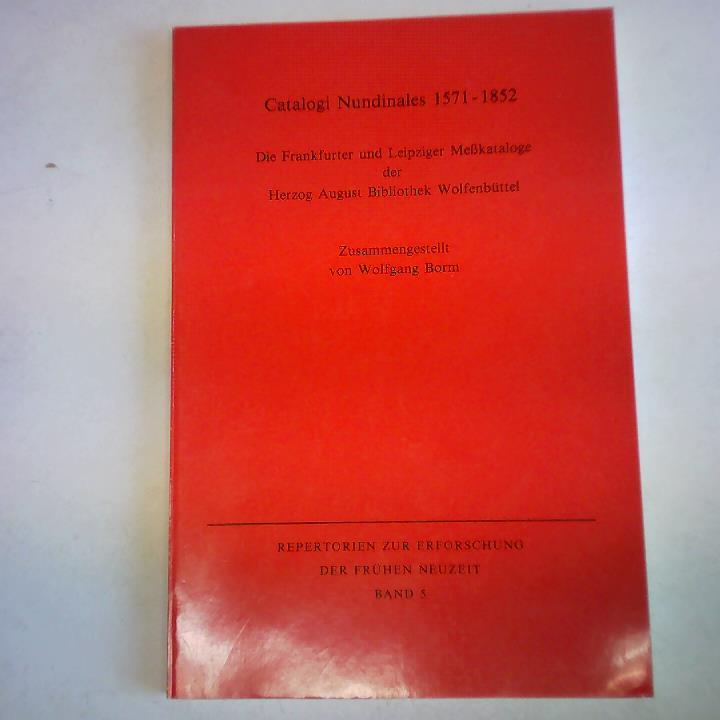 Catalogi Nundinales 1571-1852
Die Frankfurter und Leipziger Meßkataloge
der
Herzog August Bibliothek Wolfenbüttel
Zusammengestellt
von Wolfgang Borm
REPERTORIEN ZUR ERFORSCHUNG
DER FRÜHEN NEUZEIT
BAND 5